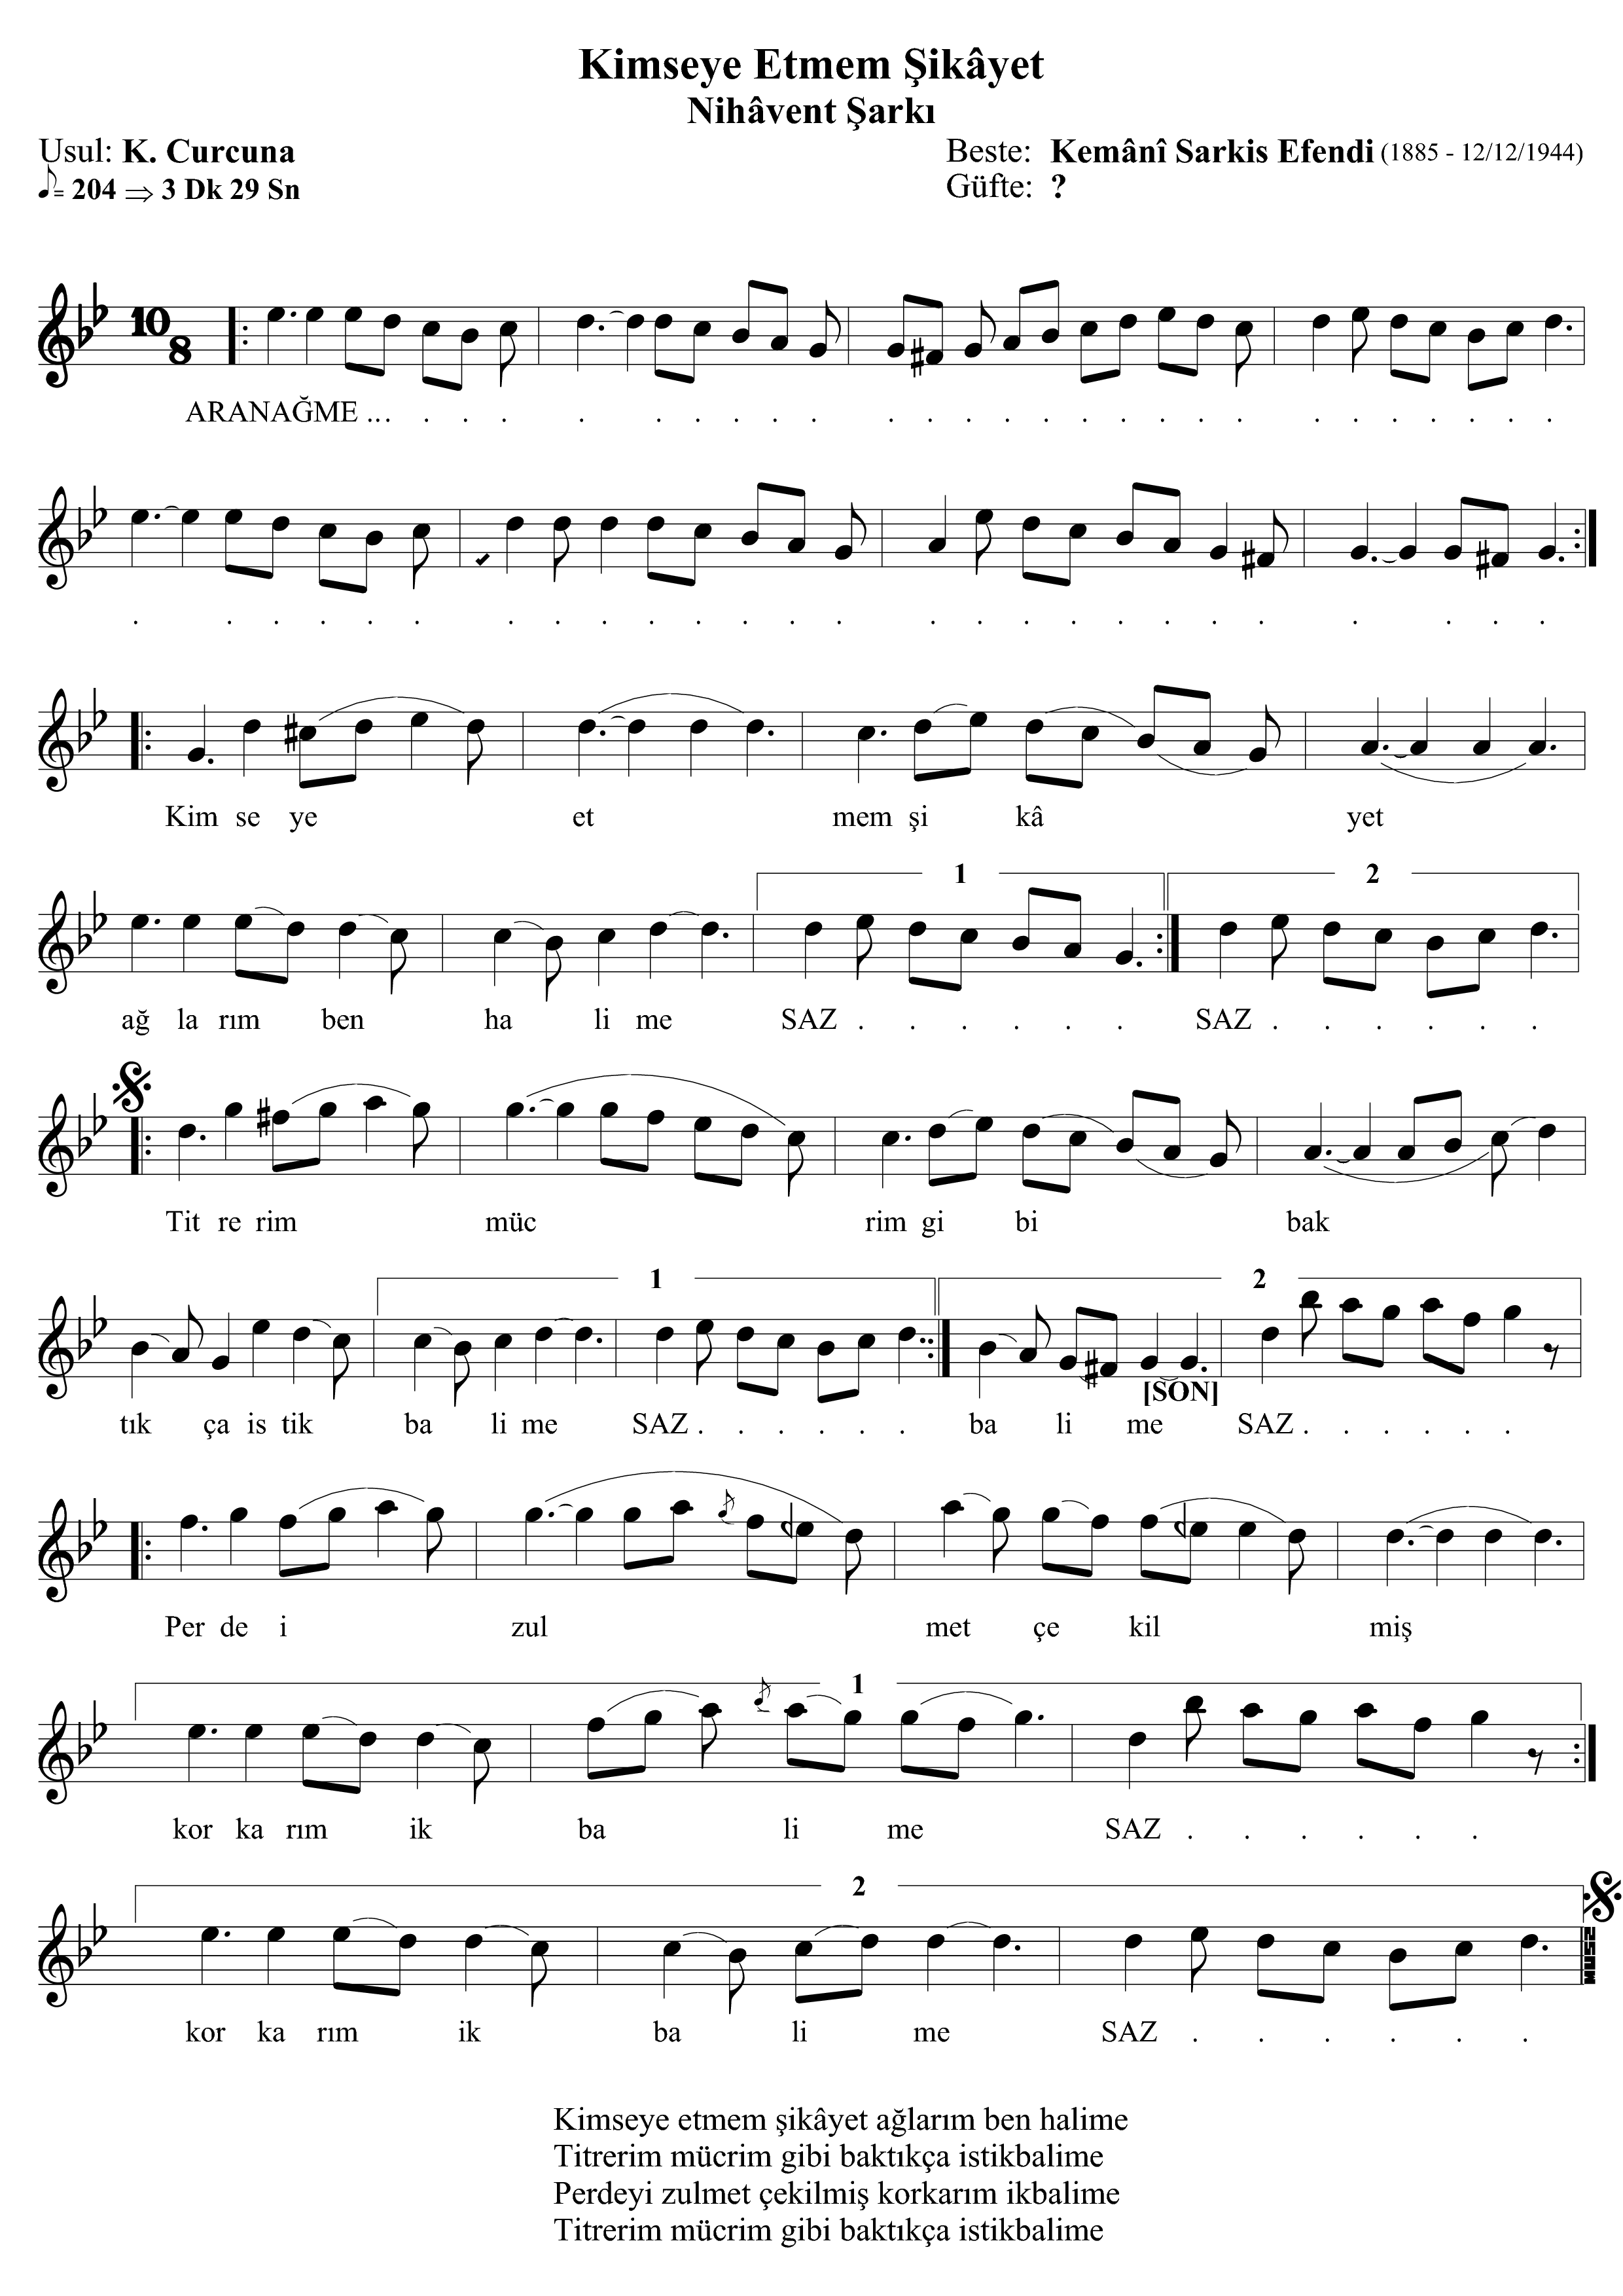 Kimseye Etmem Şikâyet
Nihâvent Şarkı
Usul: K. Curcuna
Beste: Kemânî Sarkis Efendi (1885 - 12/12/1944)
♪= 204 ⇒ 3 Dk 29 Sn
Güfte: ?
10
8
ARANAĞME ... . . . . . . . . . . . . . . . . . . . . . . . . . .
. . . . . . . . . . . . . . . . . . . . . . . . . .
Kim se ye et mem şi kâ yet
1 2
ağ la rım ben ha li me SAZ . . . . . . SAZ . . . . . .
Tit re rim müc rim gi bi bak
1 2
[SON]
tık ça is tik ba li me SAZ . . . . . . ba li me SAZ . . . . . .
Per de i zul met çe kil miş
1
kor ka rım ik ba li me SAZ . . . . . .
2
MUS2
kor ka rım ik ba li me SAZ . . . . . .
Kimseye etmem şikâyet ağlarım ben halime
Titrerim mücrim gibi baktıkça istikbalime
Perdeyi zulmet çekilmiş korkarım ikbalime
Titrerim mücrim gibi baktıkça istikbalime